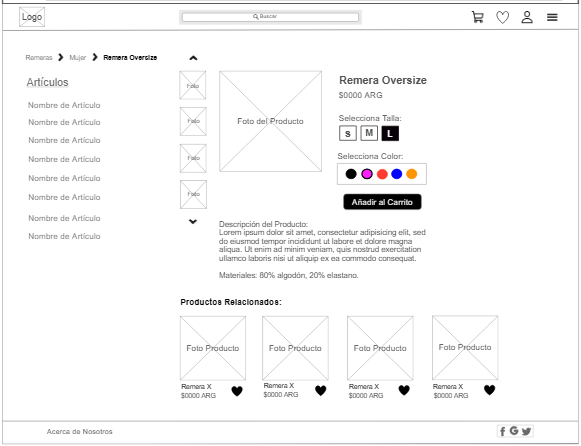 Logo
Buscar
Remeras
Mujer
Remera Oversize
Artículos
Nombre de Artículo
Nombre de Artículo
Nombre de Artículo
Nombre de Artículo
Nombre de Artículo
Nombre de Artículo
Nombre de Artículo
Nombre de Artículo
Foto
Foto
Foto
Foto
Foto del Producto
Remera Oversize
$0000 ARG
Selecciona Talla:
S M L
Selecciona Color:
Añadir al Carrito
Descripción del Producto:
Lorem ipsum dolor sit amet, consectetur adipisicing elit, sed
do eiusmod tempor incididunt ut labore et dolore magna
aliqua. Ut enim ad minim veniam, quis nostrud exercitation
ullamco laboris nisi ut aliquip ex ea commodo consequat.
Materiales: 80% algodón, 20% elastano.
Productos Relacionados:
Foto Producto
Remera X
$0000 ARG
Foto Producto
Remera X
$0000 ARG
Foto Producto
Remera X
$0000 ARG
Foto Producto
Remera X
$0000 ARG
Acerca de Nosotros
f G